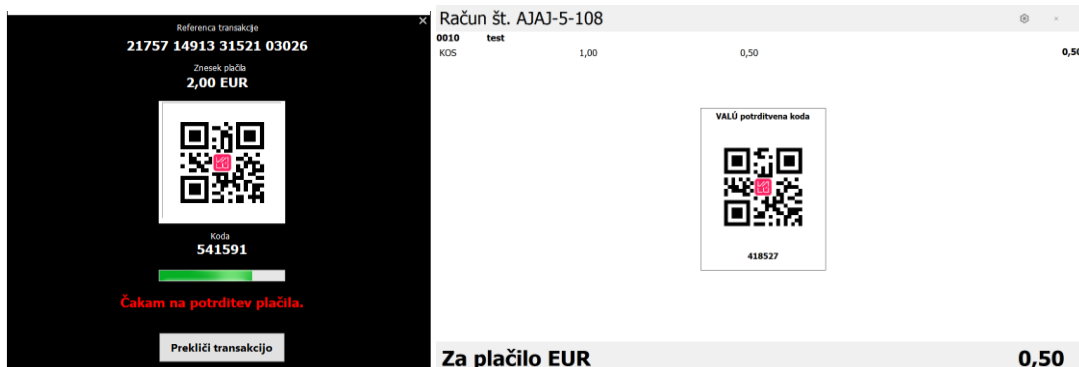 Referenca transakcije
21757 14913 31521 03026
Znesek plačila
2,00 EUR
Koda
541591
Čakam na potrditev plačila.
Prekliči transakcijo
Račun št. AJAJ-5-108
0010 test
KOS 1,00 0,50 0,50
VALÚ potrditvena koda
418527
Za plačilo EUR 0,50